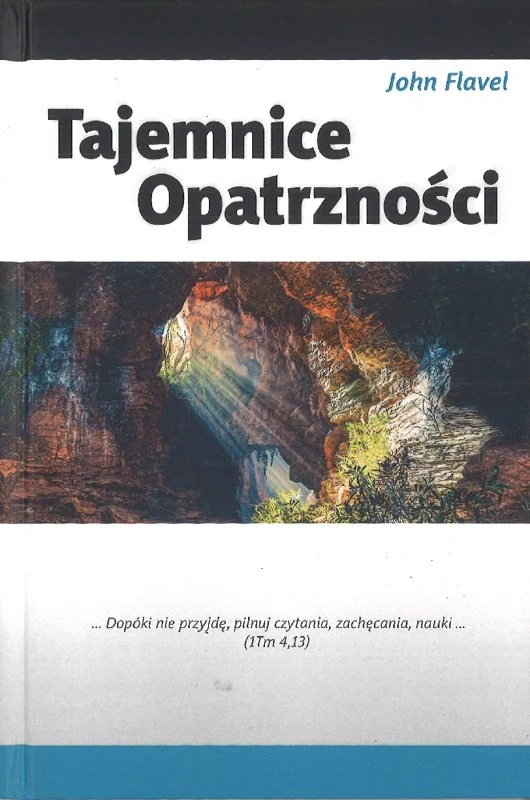 John Flavel
Tajemnice
Opatrzności
... Dopóki nie przyjdę, pilnuj czytania, zachęcania, nauki ...
(1Tm 4,13)